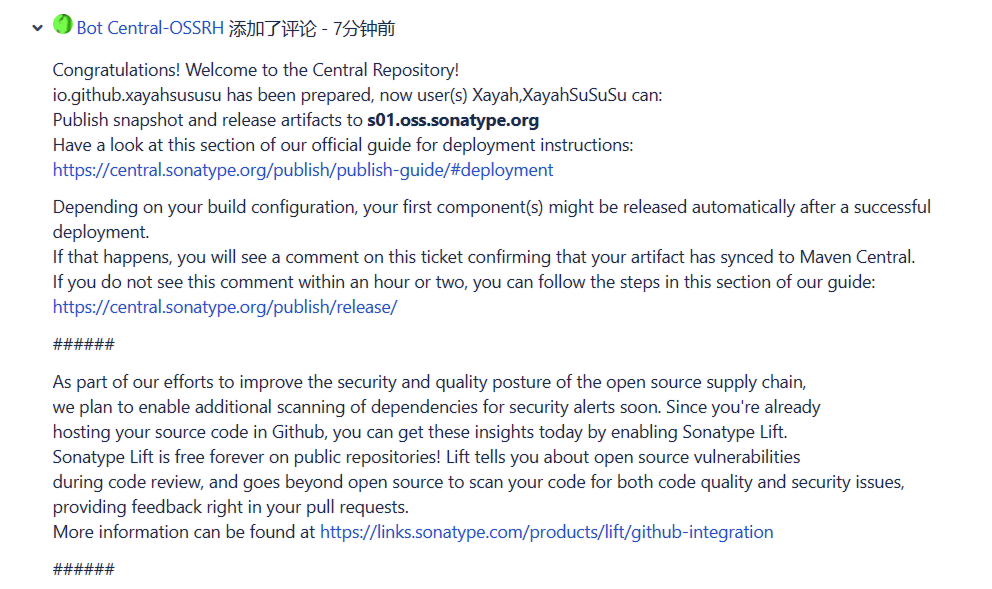 Bot Central-OSSRH 添加了评论 - 7分钟前
Congratulations! Welcome to the Central Repository!
io.github.xayahsususu has been prepared, now user(s) Xayah,XayahSuSuSu can:
Publish snapshot and release artifacts to s01.oss.sonatype.org
Have a look at this section of our official guide for deployment instructions:
https://central.sonatype.org/publish/publish-guide/#deployment
Depending on your build configuration, your first component(s) might be released automatically after a successful
deployment.
If that happens, you will see a comment on this ticket confirming that your artifact has synced to Maven Central.
If you do not see this comment within an hour or two, you can follow the steps in this section of our guide:
https://central.sonatype.org/publish/release/
######
As part of our efforts to improve the security and quality posture of the open source supply chain,
we plan to enable additional scanning of dependencies for security alerts soon. Since you're already
hosting your source code in Github, you can get these insights today by enabling Sonatype Lift.
Sonatype Lift is free forever on public repositories! Lift tells you about open source vulnerabilities
during code review, and goes beyond open source to scan your code for both code quality and security issues,
providing feedback right in your pull requests.
More information can be found at https://links.sonatype.com/products/lift/github-integration
######